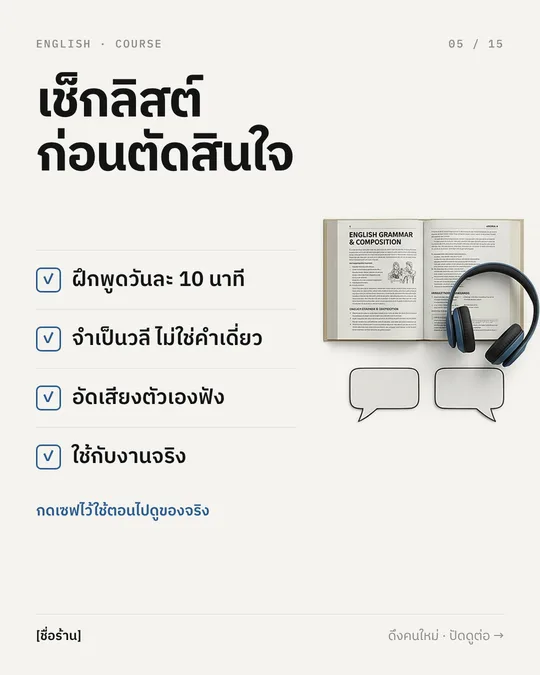 ENGLISH · COURSE
05 / 15
เช็กลิสต์
ก่อนตัดสินใจ
ฝึกพูดวันละ 10 นาที
จำเป็นวลี ไม่ใช่คำเดี่ยว
อัดเสียงตัวเองฟัง
ใช้กับงานจริง
กดเซฟไว้ใช้ตอนไปดูของจริง
ENGLISH GRAMMAR
& COMPOSITION
[ชื่อร้าน]
ดึงคนใหม่ · ปัดดูต่อ →